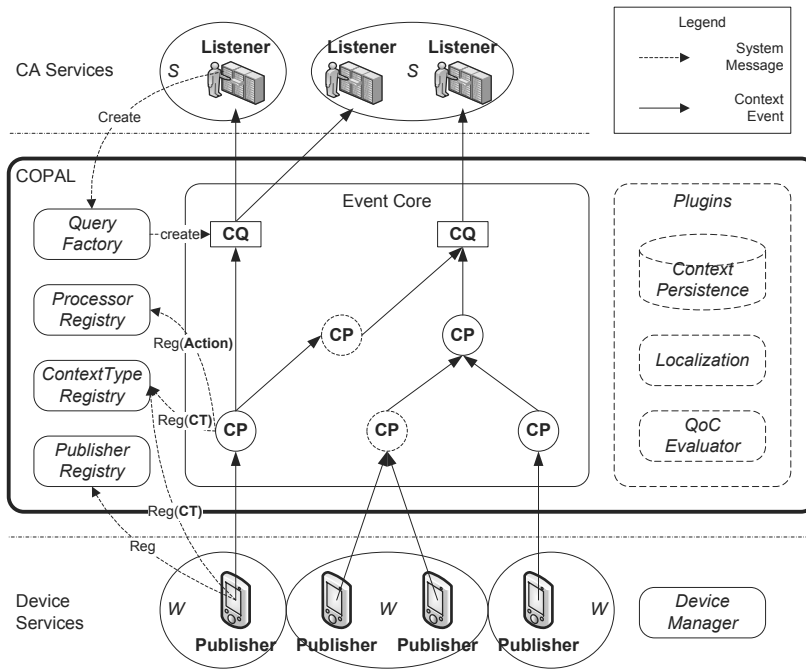 Legend
System
Message
Context
Event
CA Services
S
Listener
Listener
S
Listener
Create
COPAL
Query
Factory
create
Processor
Registry
Reg(Action)
ContextType
Registry
Reg(CT)
Publisher
Registry
Reg(CT)
Reg
Event Core
CQ
CQ
CP
CP
CP
CP
CP
Plugins
Context
Persistence
Localization
QoC
Evaluator
Device
Services
W
Publisher
Publisher
W
Publisher
Publisher
W
Device
Manager